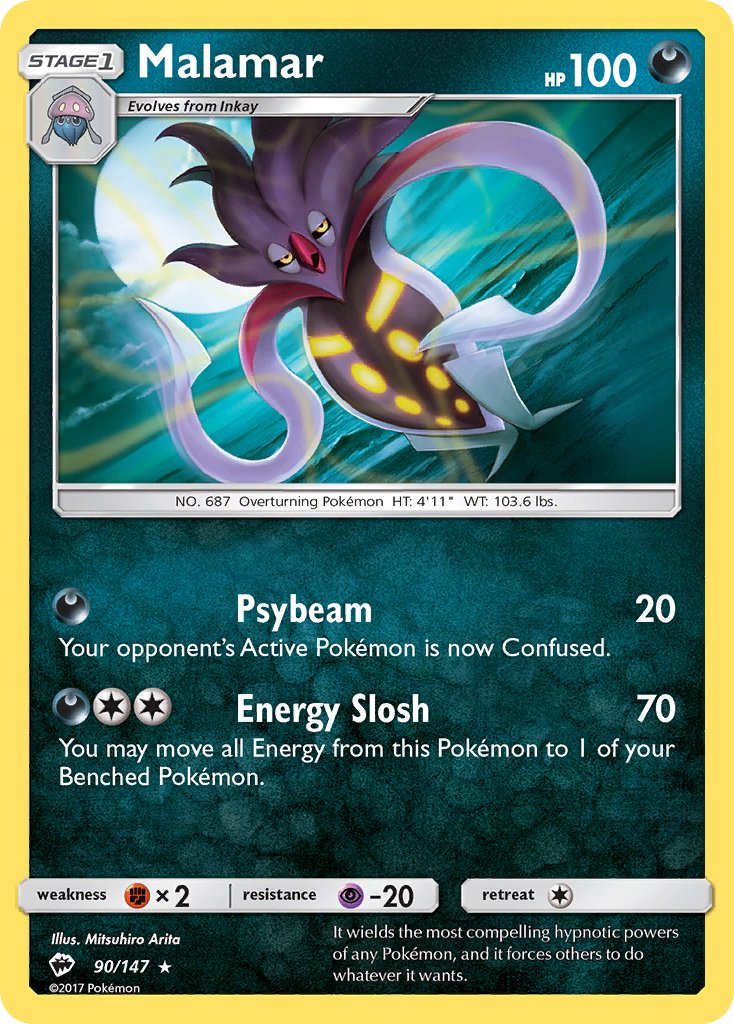 STAGE1 Malamar HP 100
Evolves from Inkay
NO. 687 Overturning Pokémon HT: 4'11" WT: 103.6 lbs.
Psybeam 20
Your opponent's Active Pokémon is now Confused.
Energy Slosh 70
You may move all Energy from this Pokémon to 1 of your
Benched Pokémon.
weakness ×2 resistance -20 retreat
Illus. Mitsuhiro Arita
90/147 ★
©2017 Pokémon
It wields the most compelling hypnotic powers
of any Pokémon, and it forces others to do
whatever it wants.